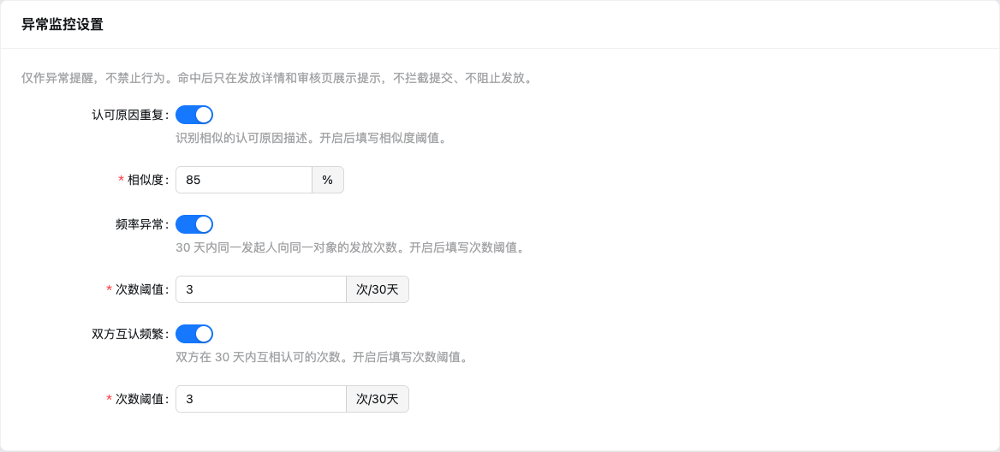 异常监控设置
仅作异常提醒，不禁止行为。命中后只在发放详情和审核页展示提示，不拦截提交、不阻止发放。
认可原因重复：
识别相似的认可原因描述。开启后填写相似度阈值。
* 相似度： 85 %
频率异常：
30 天内同一发起人向同一对象的发放次数。开启后填写次数阈值。
* 次数阈值： 3 次/30天
双方互认频繁：
双方在 30 天内互相认可的次数。开启后填写次数阈值。
* 次数阈值： 3 次/30天